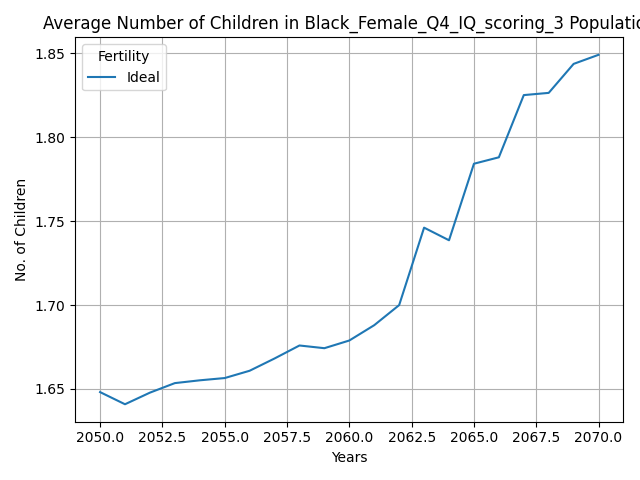 Average Number of Children in Black_Female_Q4_IQ_scoring_3 Populatio
Fertility
Ideal
1.85
1.80
1.75
1.70
1.65
No. of Children
2050.0 2052.5 2055.0 2057.5 2060.0 2062.5 2065.0 2067.5 2070.0
Years